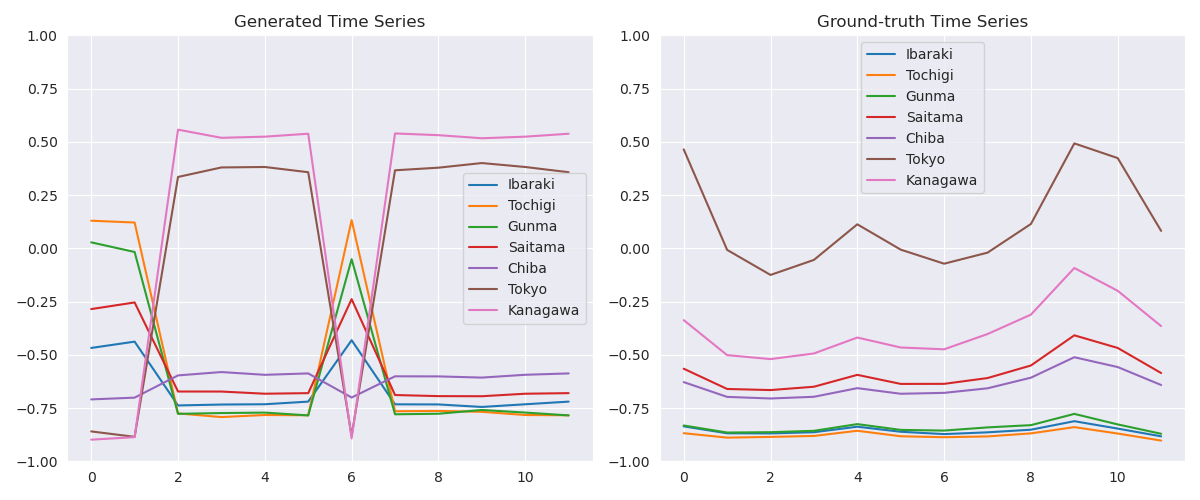 Generated Time Series
1.00
0.75
0.50
0.25
0.00
−0.25
−0.50
−0.75
−1.00
0 2 4 6 8 10
Ibaraki
Tochigi
Gunma
Saitama
Chiba
Tokyo
Kanagawa
Ground-truth Time Series
1.00
0.75
0.50
0.25
0.00
−0.25
−0.50
−0.75
−1.00
0 2 4 6 8 10
Ibaraki
Tochigi
Gunma
Saitama
Chiba
Tokyo
Kanagawa